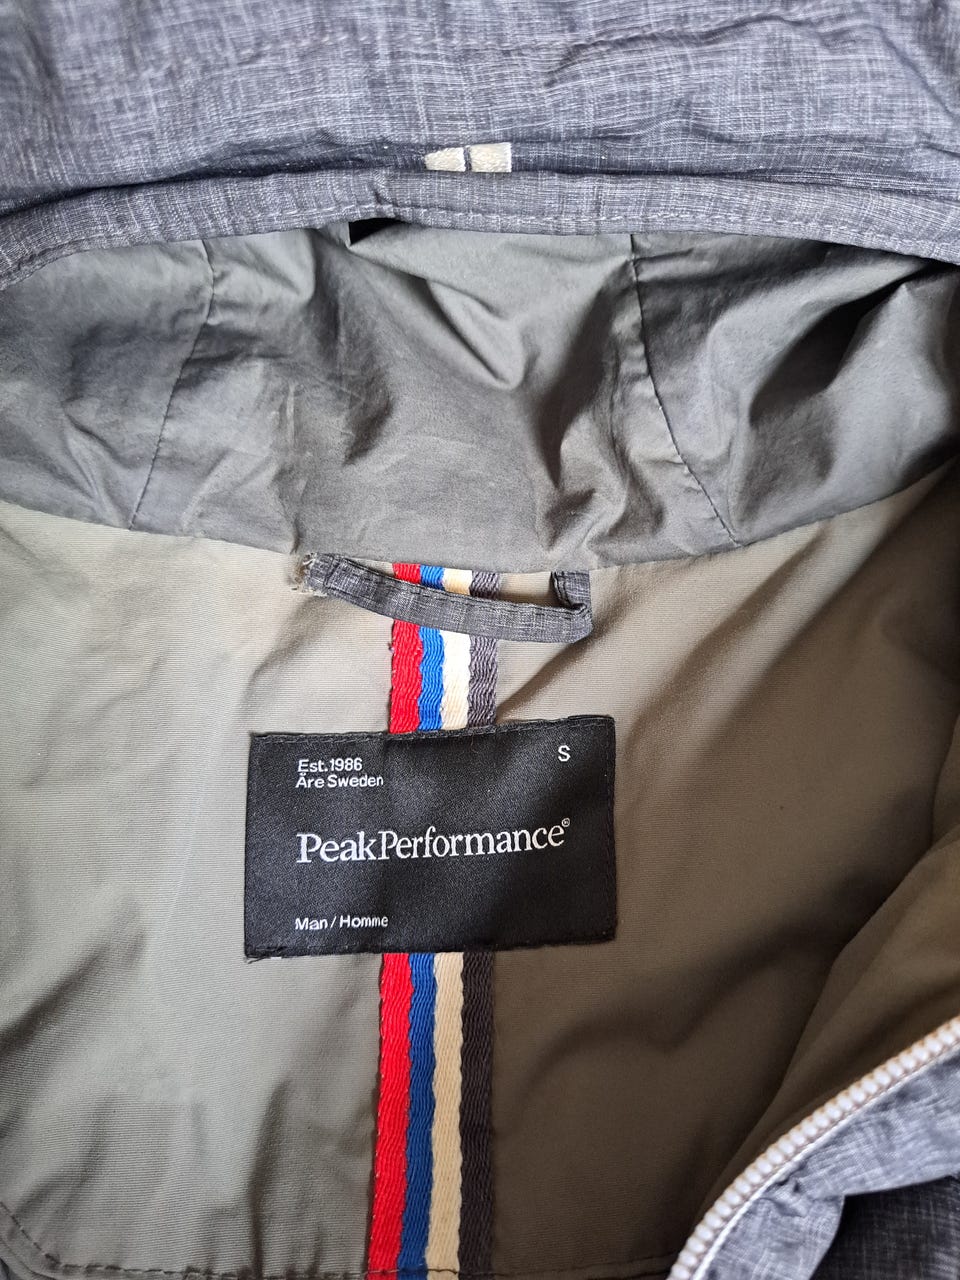 Est. 1986
Åre Sweden
S
PeakPerformance®
Man / Homme